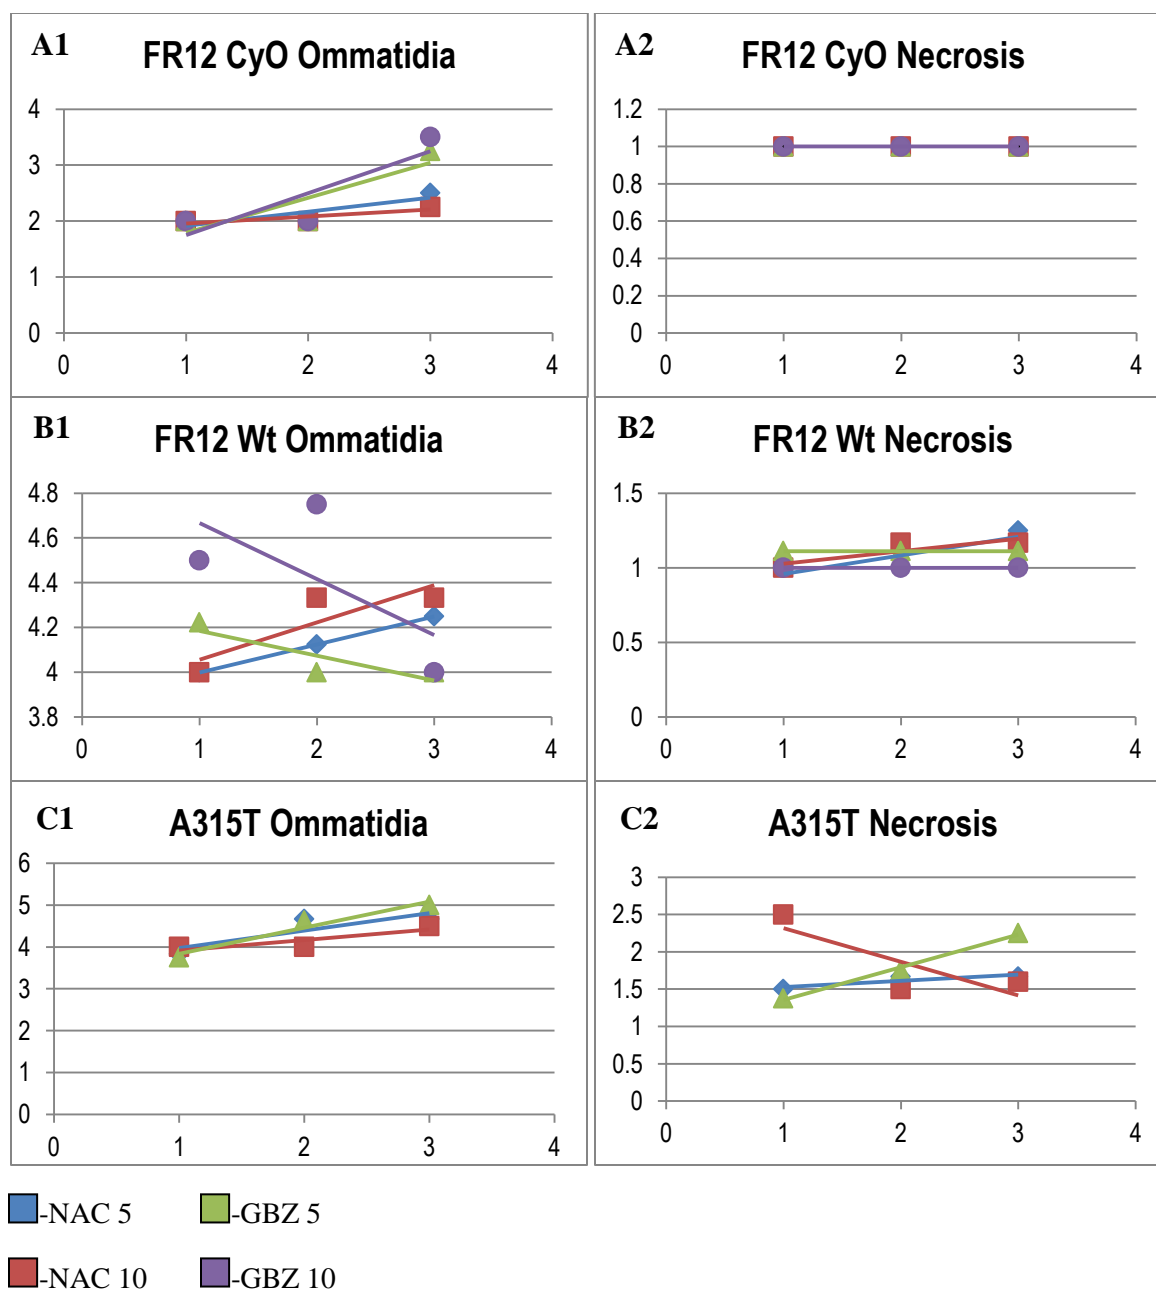 A1
FR12 CyO Ommatidia
4
3
2
1
0
0 1 2 3 4
A2
FR12 CyO Necrosis
1.2
1
0.8
0.6
0.4
0.2
0
0 1 2 3 4
B1
FR12 Wt Ommatidia
4.8
4.6
4.4
4.2
4
3.8
0 1 2 3 4
B2
FR12 Wt Necrosis
1.5
1
0.5
0
0 1 2 3 4
C1
A315T Ommatidia
6
5
4
3
2
1
0
0 1 2 3 4
C2
A315T Necrosis
3
2.5
2
1.5
1
0.5
0
0 1 2 3 4
-NAC 5 -GBZ 5
-NAC 10 -GBZ 10